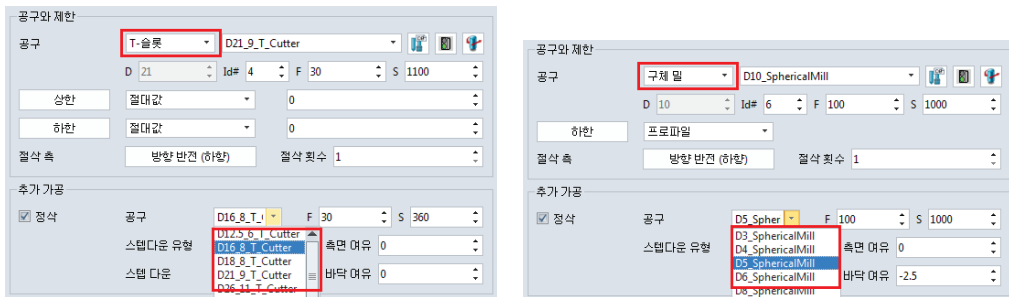 공구와 제한
공구 T-슬롯 D21_9_T_Cutter
D 21 Id# 4 F 30 S 1100
상한 절대값 0
하한 절대값 0
절삭 측 방향 반전 (하향) 절삭 횟수 1
추가 가공
정삭 공구 D16_8_T_( F 30 S 360
D12.5_6_T_Cutter
스텝다운 유형 D16_8_T_Cutter 측면 여유 0
D18_8_T_Cutter
스텝 다운 D21_9_T_Cutter 바닥 여유 0
D26_11_T_Cutter
공구와 제한
공구 구체 밀 D10_SphericalMill
D 10 Id# 6 F 100 S 1000
하한 프로파일
절삭 측 방향 반전 (하향) 절삭 횟수 1
추가 가공
정삭 공구 D5_Spher F 100 S 1000
D3_SphericalMill
스텝다운 유형 D4_SphericalMill 측면 여유 0
D5_SphericalMill
D6_SphericalMill 바닥 여유 -2.5
D8_SphericalMill